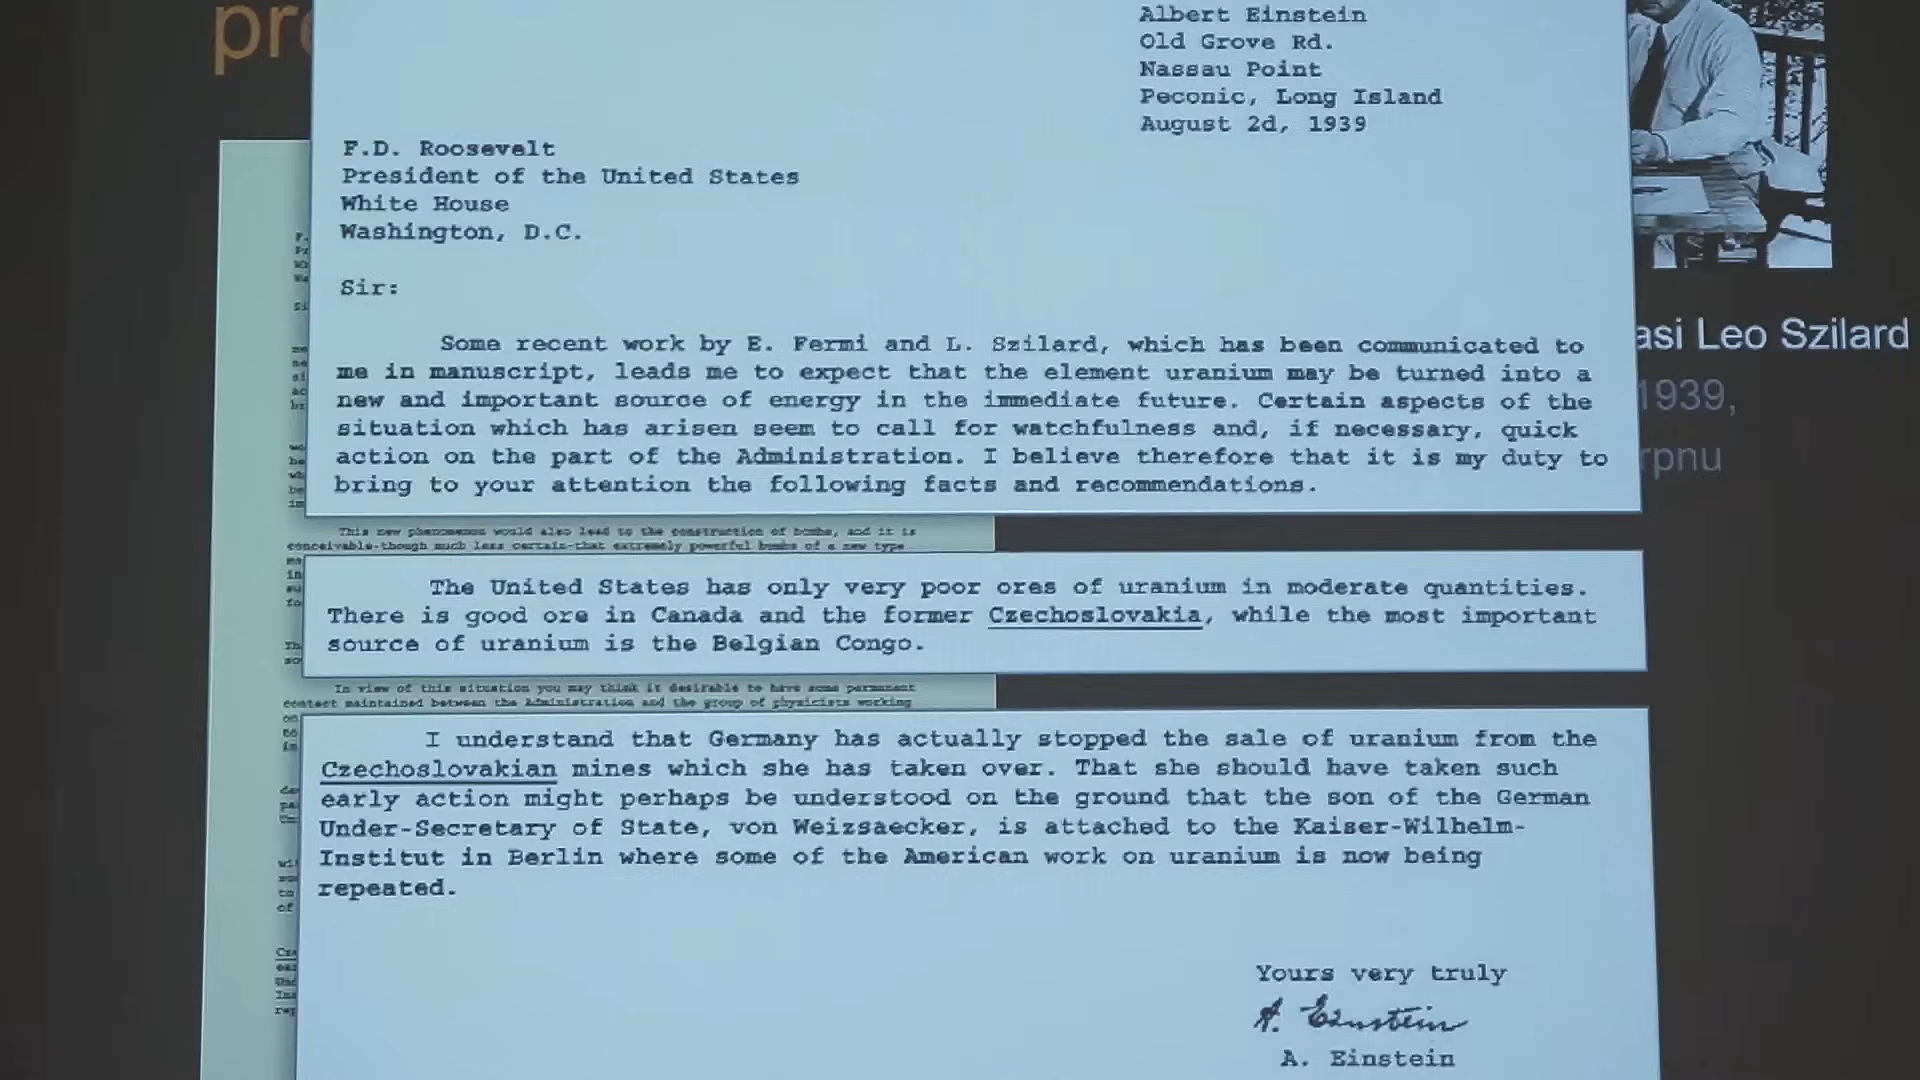 Albert Einstein
Old Grove Rd.
Nassau Point
Peconic, Long Island
August 2d, 1939
F.D. Roosevelt
President of the United States
White House
Washington, D.C.
Sir:
Some recent work by E. Fermi and L. Szilard, which has been communicated to
me in manuscript, leads me to expect that the element uranium may be turned into a
new and important source of energy in the immediate future. Certain aspects of the
situation which has arisen seem to call for watchfulness and, if necessary, quick
action on the part of the Administration. I believe therefore that it is my duty to
bring to your attention the following facts and recommendations.
This new phenomenon would also lead to the construction of bombs, and it is
conceivable-though much less certain-that extremely powerful bombs of a new type
The United States has only very poor ores of uranium in moderate quantities.
There is good ore in Canada and the former Czechoslovakia, while the most important
source of uranium is the Belgian Congo.
In view of this situation you may think it desirable to have some permanent
contact maintained between the Administration and the group of physicists working
I understand that Germany has actually stopped the sale of uranium from the
Czechoslovakian mines which she has taken over. That she should have taken such
early action might perhaps be understood on the ground that the son of the German
Under-Secretary of State, von Weizsaecker, is attached to the Kaiser-Wilhelm-
Institut in Berlin where some of the American work on uranium is now being
repeated.
Yours very truly
A. Einstein
A. Einstein
asi Leo Szilard
1939,
rpnu